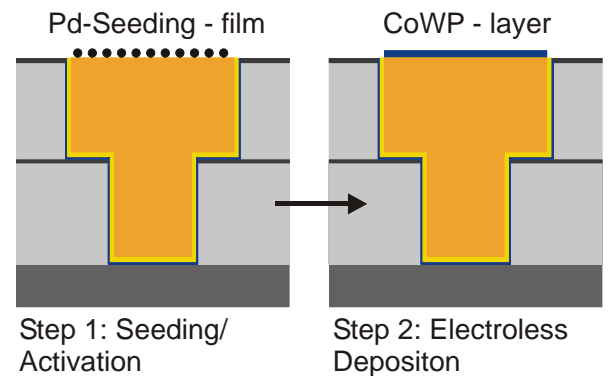 Pd-Seeding - film
CoWP - layer
Step 1: Seeding/
Activation
Step 2: Electroless
Depositon